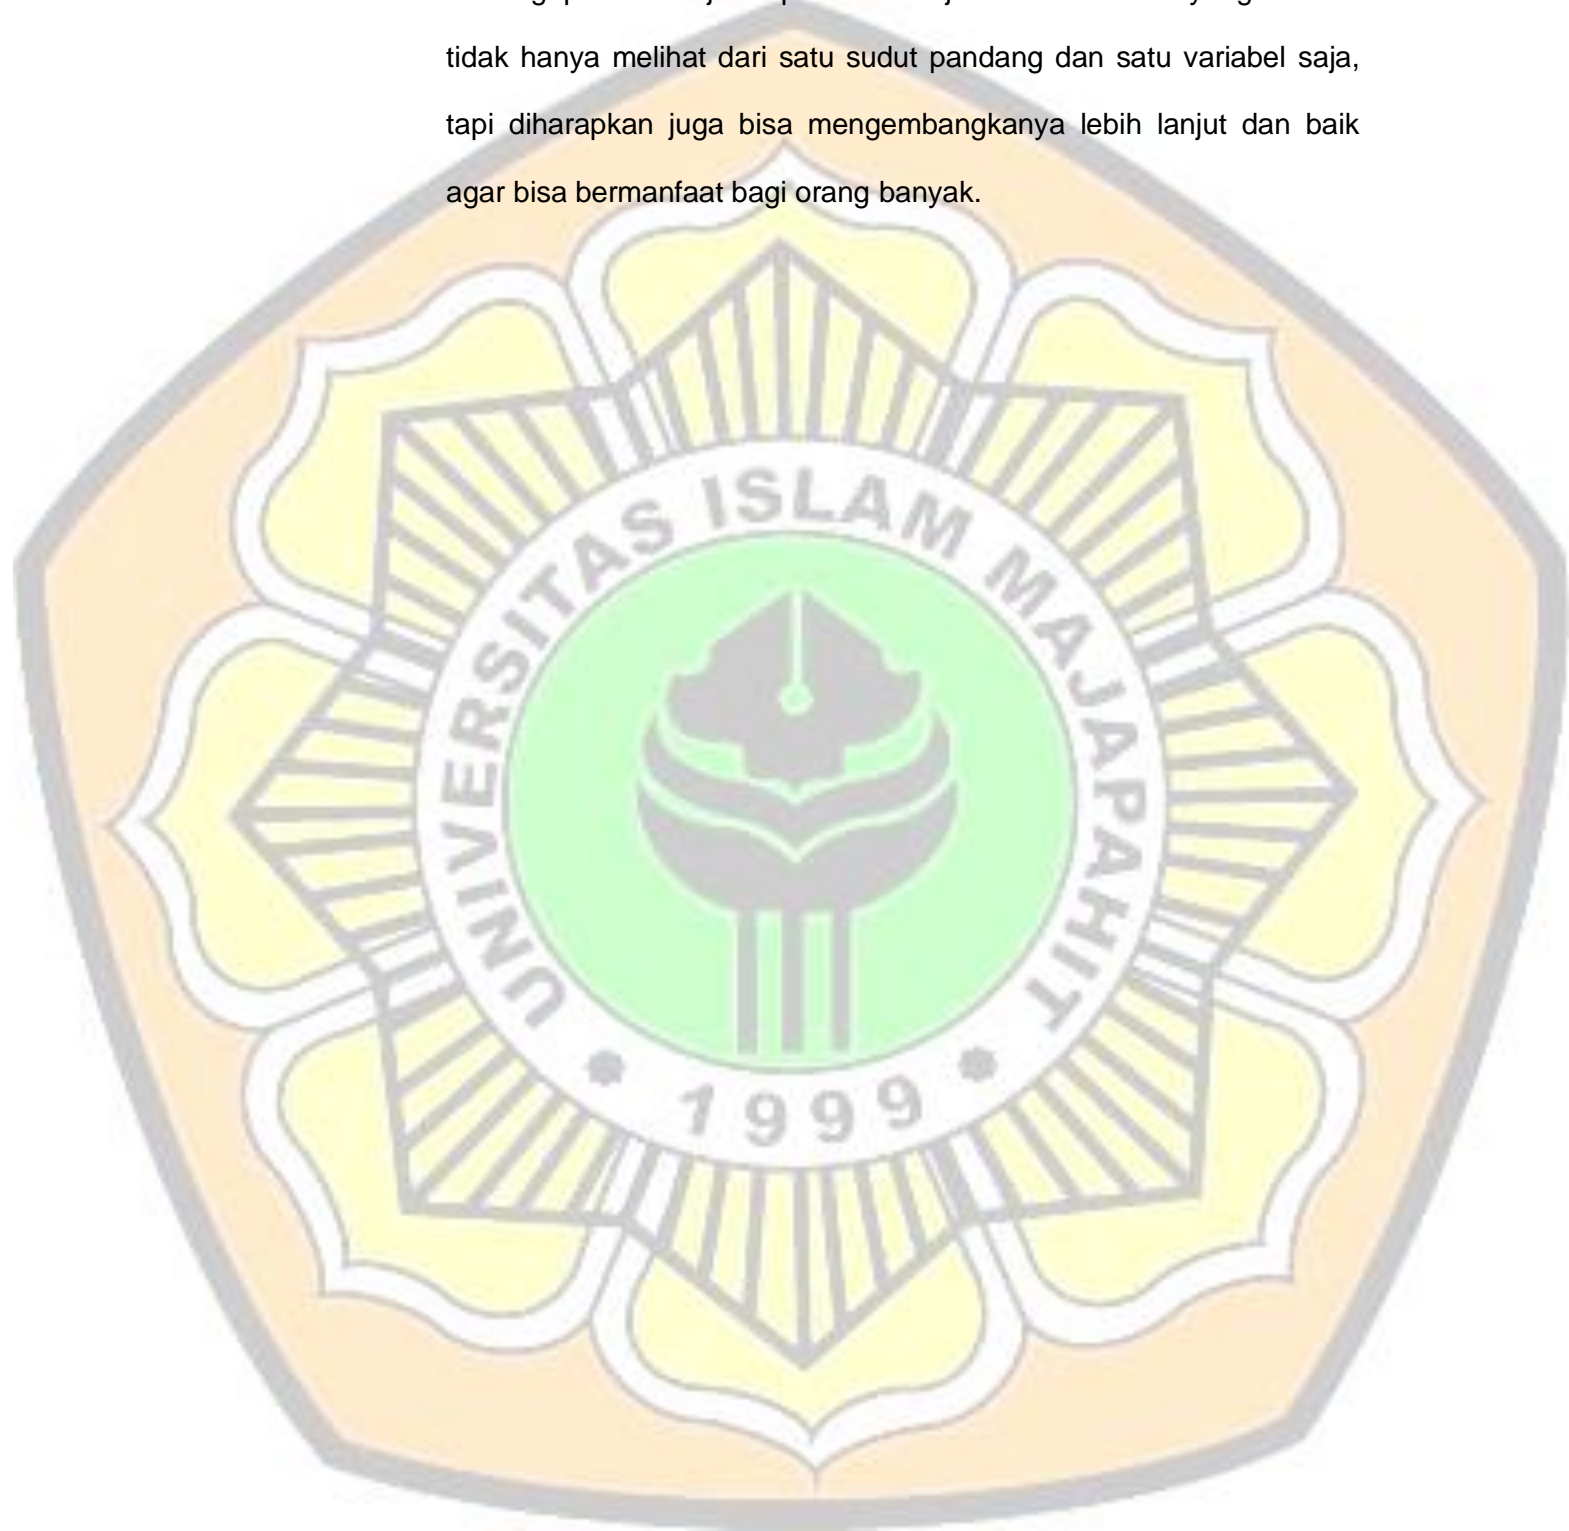 tidak hanya melihat dari satu sudut pandang dan satu variabel saja,
tapi diharapkan juga bisa mengembangkanya lebih lanjut dan baik
agar bisa bermanfaat bagi orang banyak.
UNIVERSITAS ISLAM MAJAPAHIT
1999